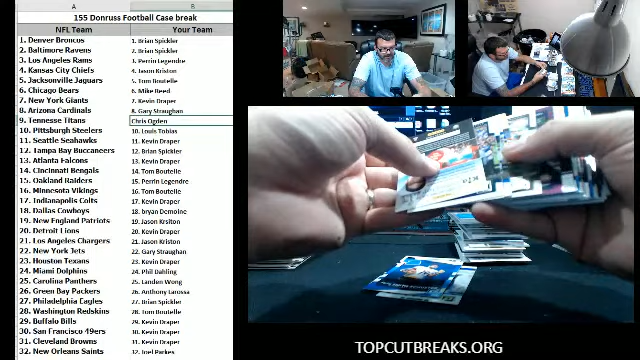 A B
155 Donruss Football Case break
NFL Team Your Team
1. Denver Broncos 1. Brian Spickler
2. Baltimore Ravens 2. Brian Spickler
3. Los Angeles Rams 3. Perrin Legendre
4. Kansas City Chiefs 4. Jason Kriston
5. Jacksonville Jaguars 5. Tom Boutelle
6. Chicago Bears 6. Mike Reed
7. New York Giants 7. Kevin Draper
8. Arizona Cardinals 8. Gary Straughan
9. Tennesse Titans Chris Ogden
10. Pittsburgh Steelers 10. Louis Tobias
11. Seattle Seahawks 11. Kevin Draper
12. Tampa Bay Buccaneers 12. Brian Spickler
13. Atlanta Falcons 13. Kevin Draper
14. Cincinnati Bengals 14. Tom Boutelle
15. Oakland Raiders 15. Perrin Legendre
16. Minnesota Vikings 16. Tom Boutelle
17. Indianapolis Colts 17. Kevin Draper
18. Dallas Cowboys 18. bryan Demoine
19. New England Patriots 19. Jason Krsiton
20. Detroit Lions 20. Kevin Draper
21. Los Angeles Chargers 21. Jason Kriston
22. New York Jets 22. Gary Straughan
23. Houston Texans 23. Kevin Draper
24. Miami Dolphins 24. Phil Dahling
25. Carolina Panthers 25. Landen Wong
26. Green Bay Packers 26. Anthony Larossa
27. Philadelphia Eagles 27. Brian Spickler
28. Washington Redskins 28. Tom Boutelle
29. Buffalo Bills 29. Kevin Draper
30. San Francisco 49ers 30. Kevin Draper
31. Cleveland Browns 31. Kevin Draper
32. New Orleans Saints 32. Joel Parkes
TOPCUTBREAKS.ORG